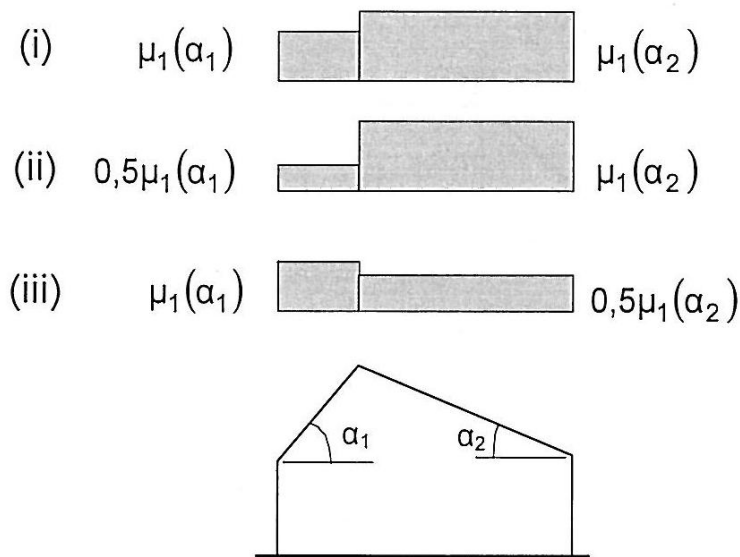 (i) μ₁(α₁) μ₁(α₂)
(ii) 0,5μ₁(α₁) μ₁(α₂)
(iii) μ₁(α₁) 0,5μ₁(α₂)
α₁ α₂